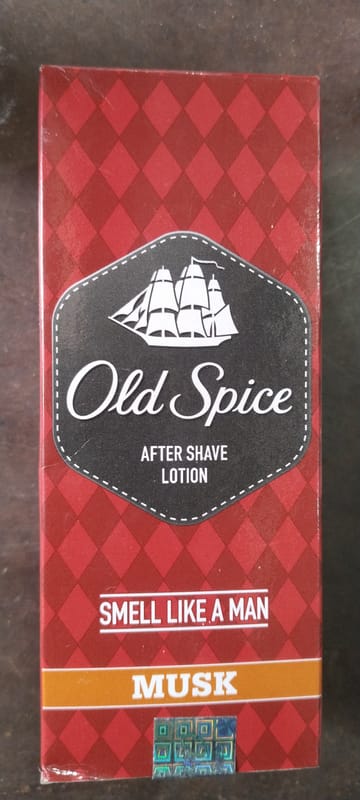 Old Spice
AFTER SHAVE
LOTION
SMELL LIKE A MAN
MUSK